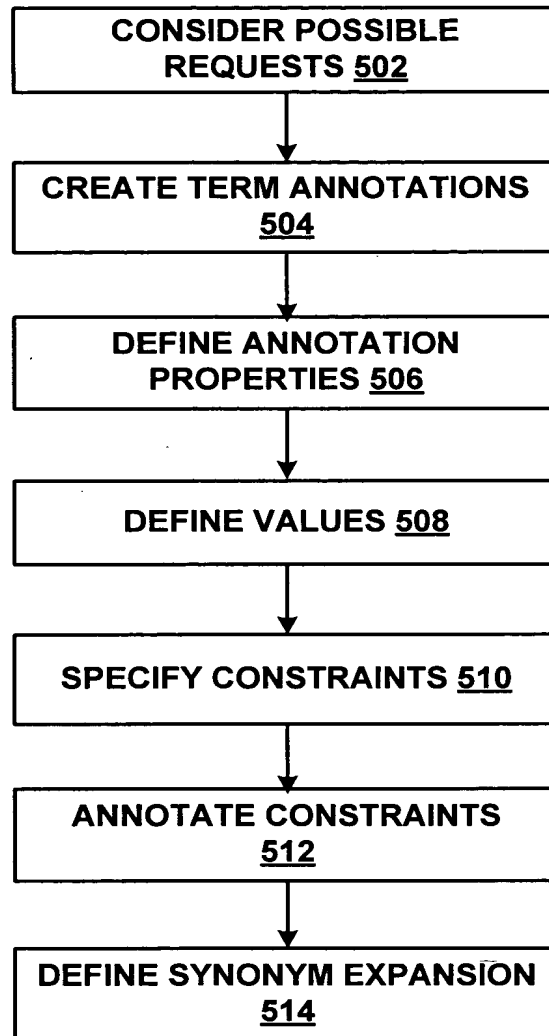 CONSIDER POSSIBLE
REQUESTS 502
CREATE TERM ANNOTATIONS
504
DEFINE ANNOTATION
PROPERTIES 506
DEFINE VALUES 508
SPECIFY CONSTRAINTS 510
ANNOTATE CONSTRAINTS
512
DEFINE SYNONYM EXPANSION
514